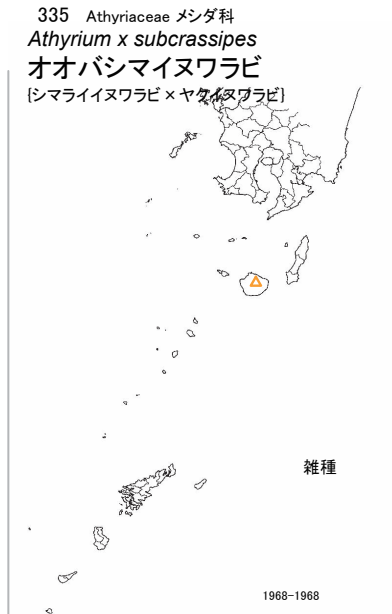 335 Athyriaceae メシダ科
Athyrium x subcrassipes
オオバシマイヌワラビ
{シマライイヌワラビ × ヤクイヌワラビ}
雑種
1968-1968